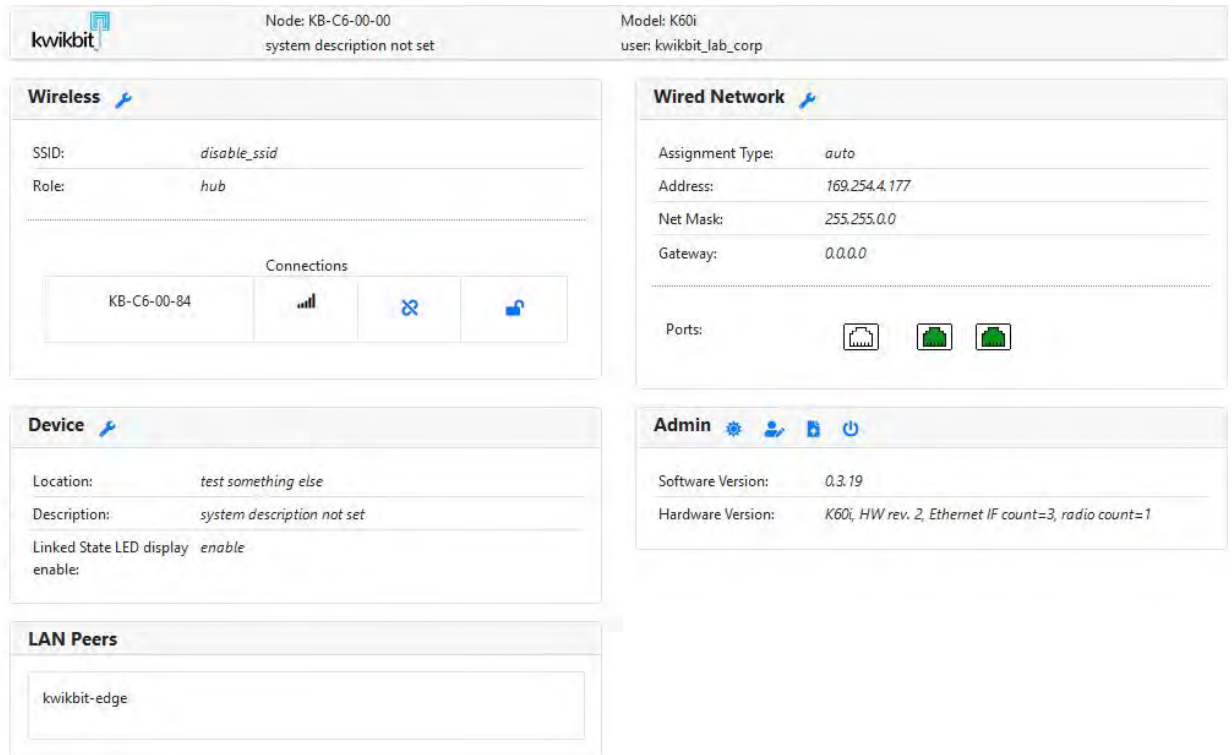 kwikbit
Node: KB-C6-00-00
system description not set
Model: K60i
user: kwikbit_lab_corp
Wireless
SSID: disable_ssid
Role: hub
Connections
KB-C6-00-84
Wired Network
Assignment Type: auto
Address: 169.254.4.177
Net Mask: 255.255.0.0
Gateway: 0.0.0.0
Ports:
Device
Location: test something else
Description: system description not set
Linked State LED display enable
enable:
Admin
Software Version: 0.3.19
Hardware Version: K60i, HW rev. 2, Ethernet IF count=3, radio count=1
LAN Peers
kwikbit-edge